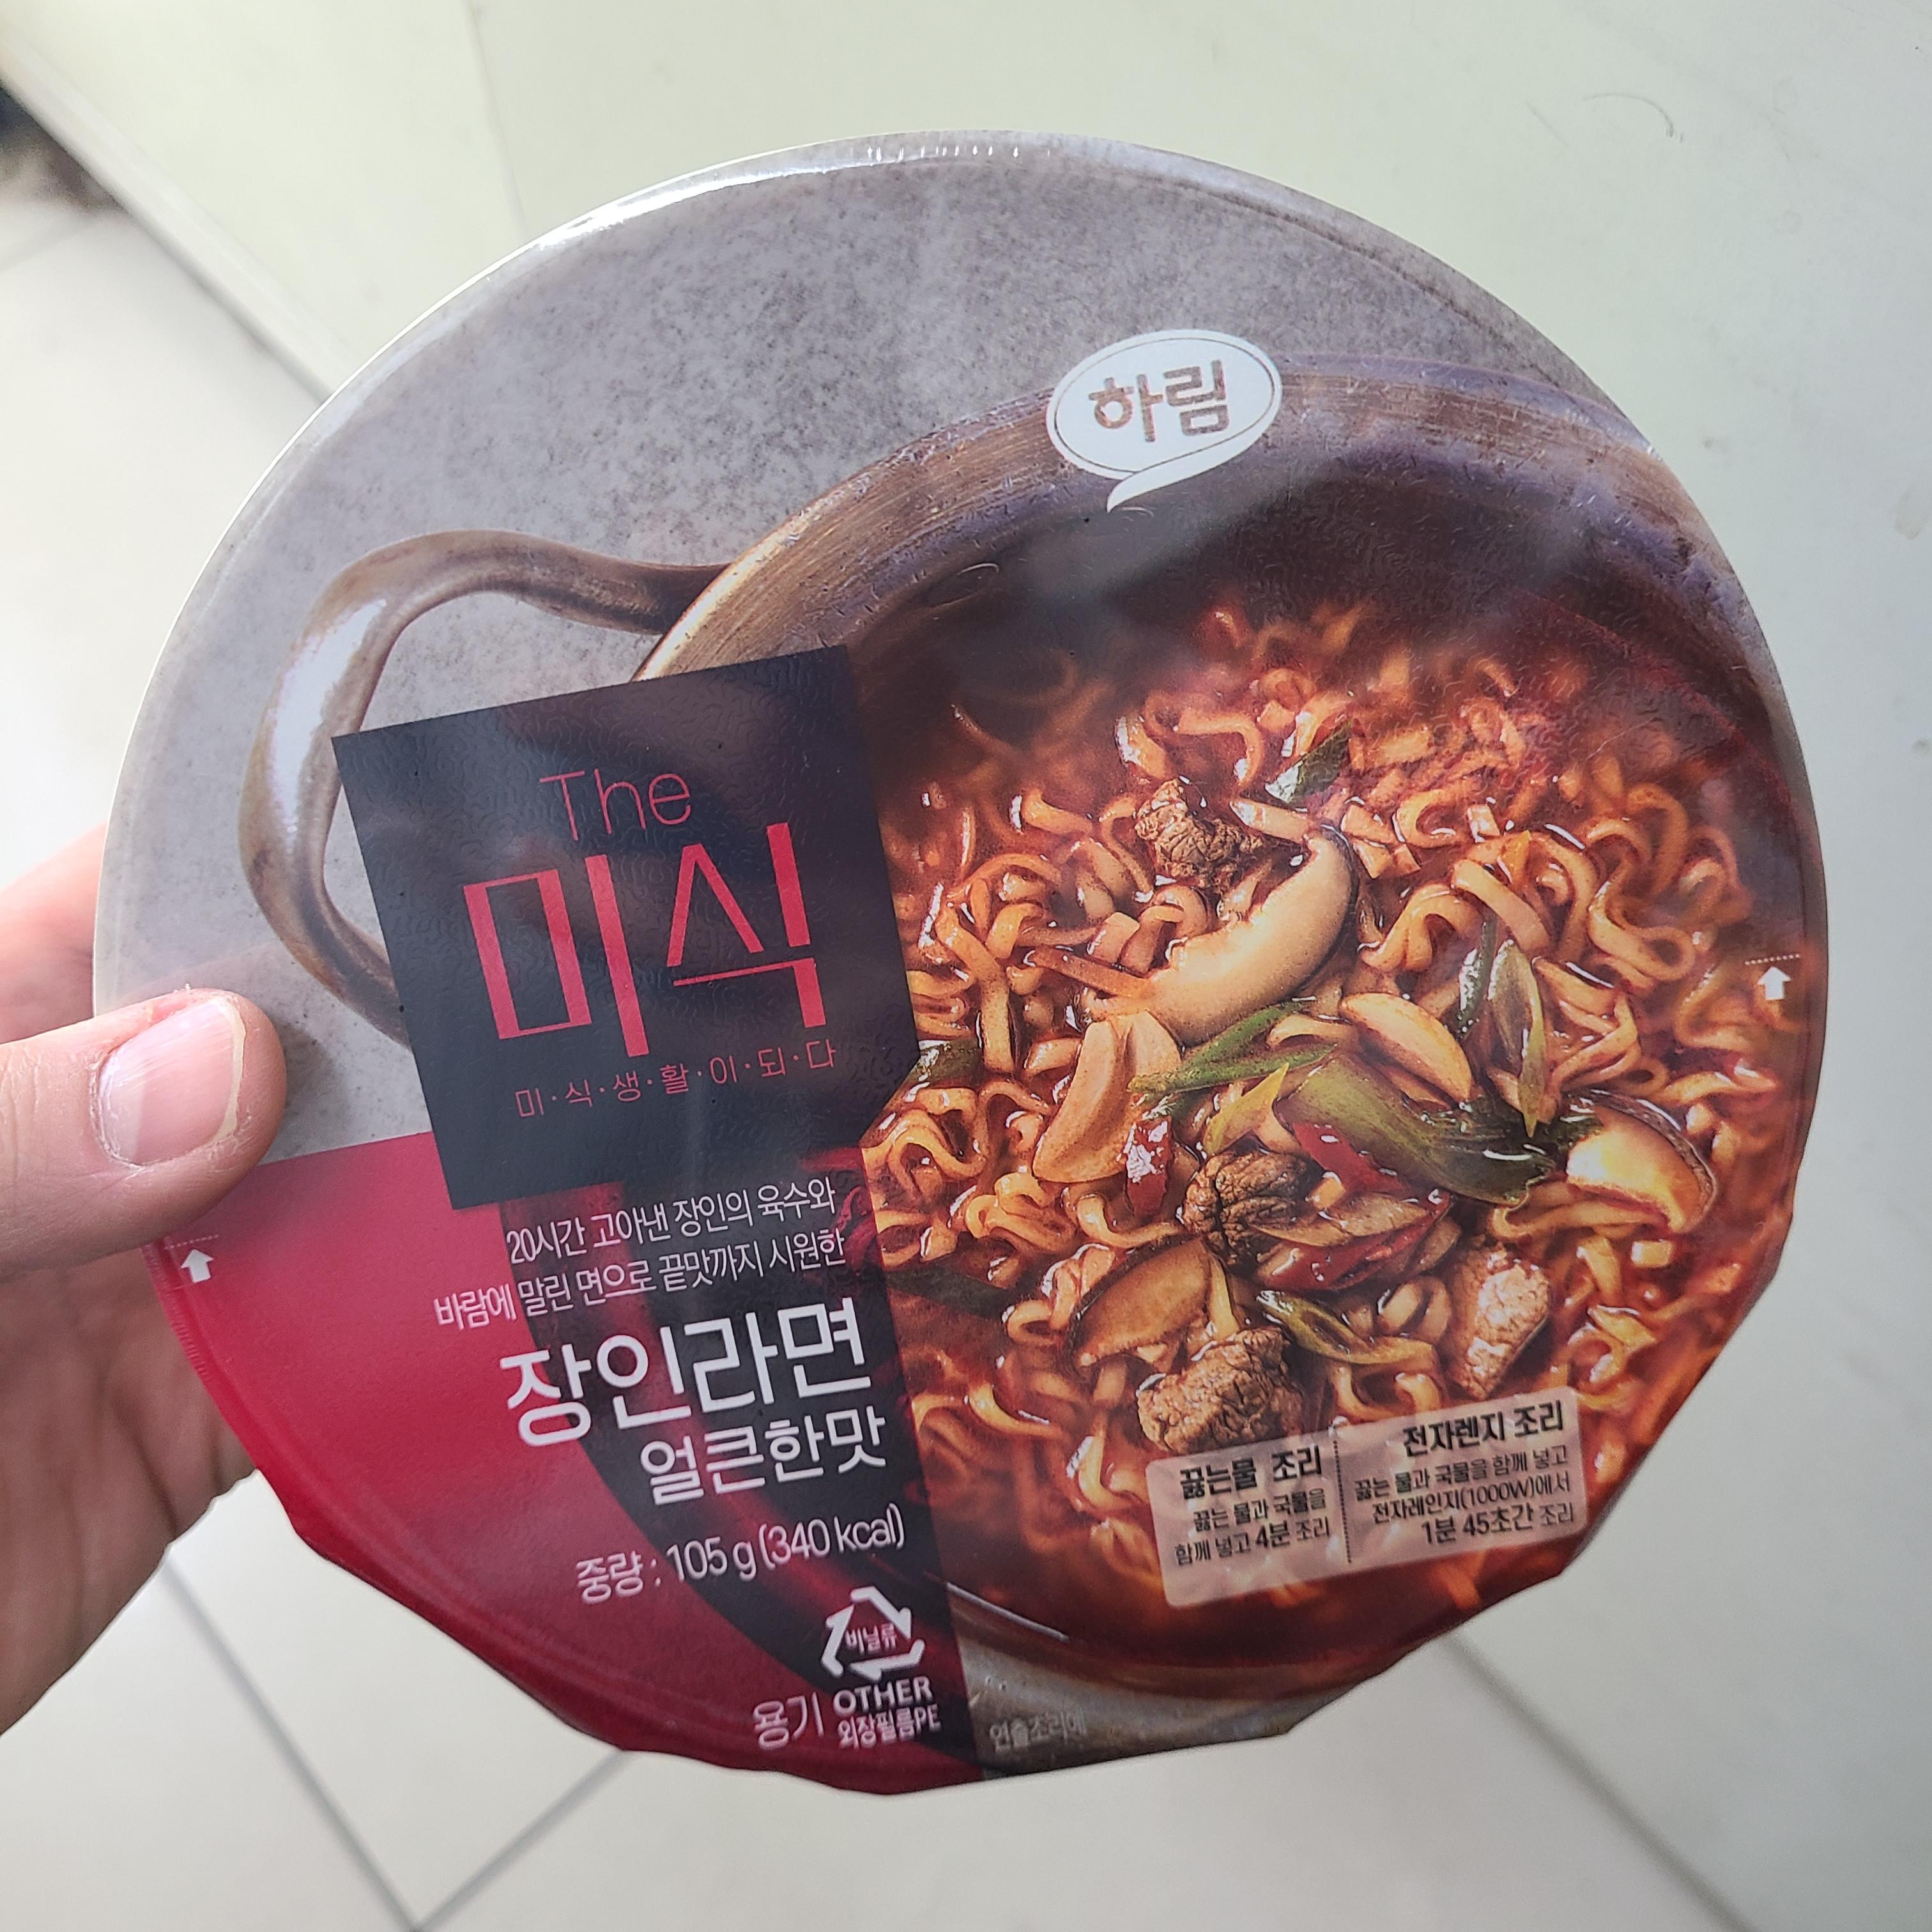 하림
The
미식
미·식·생·활·이·되·다
20시간 고아낸 장인의 육수와
바람에 말린 면으로 끝맛까지 시원한
장인라면
얼큰한맛
중량 : 105 g (340 kcal)
비닐류
용기 OTHER
외장필름PE
끓는물 조리
끓는 물과 국물을
함께 넣고 4분 조리
전자렌지 조리
끓는 물과 국물을 함께 넣고
전자레인지(1000W)에서
1분 45초간 조리
연출조리예